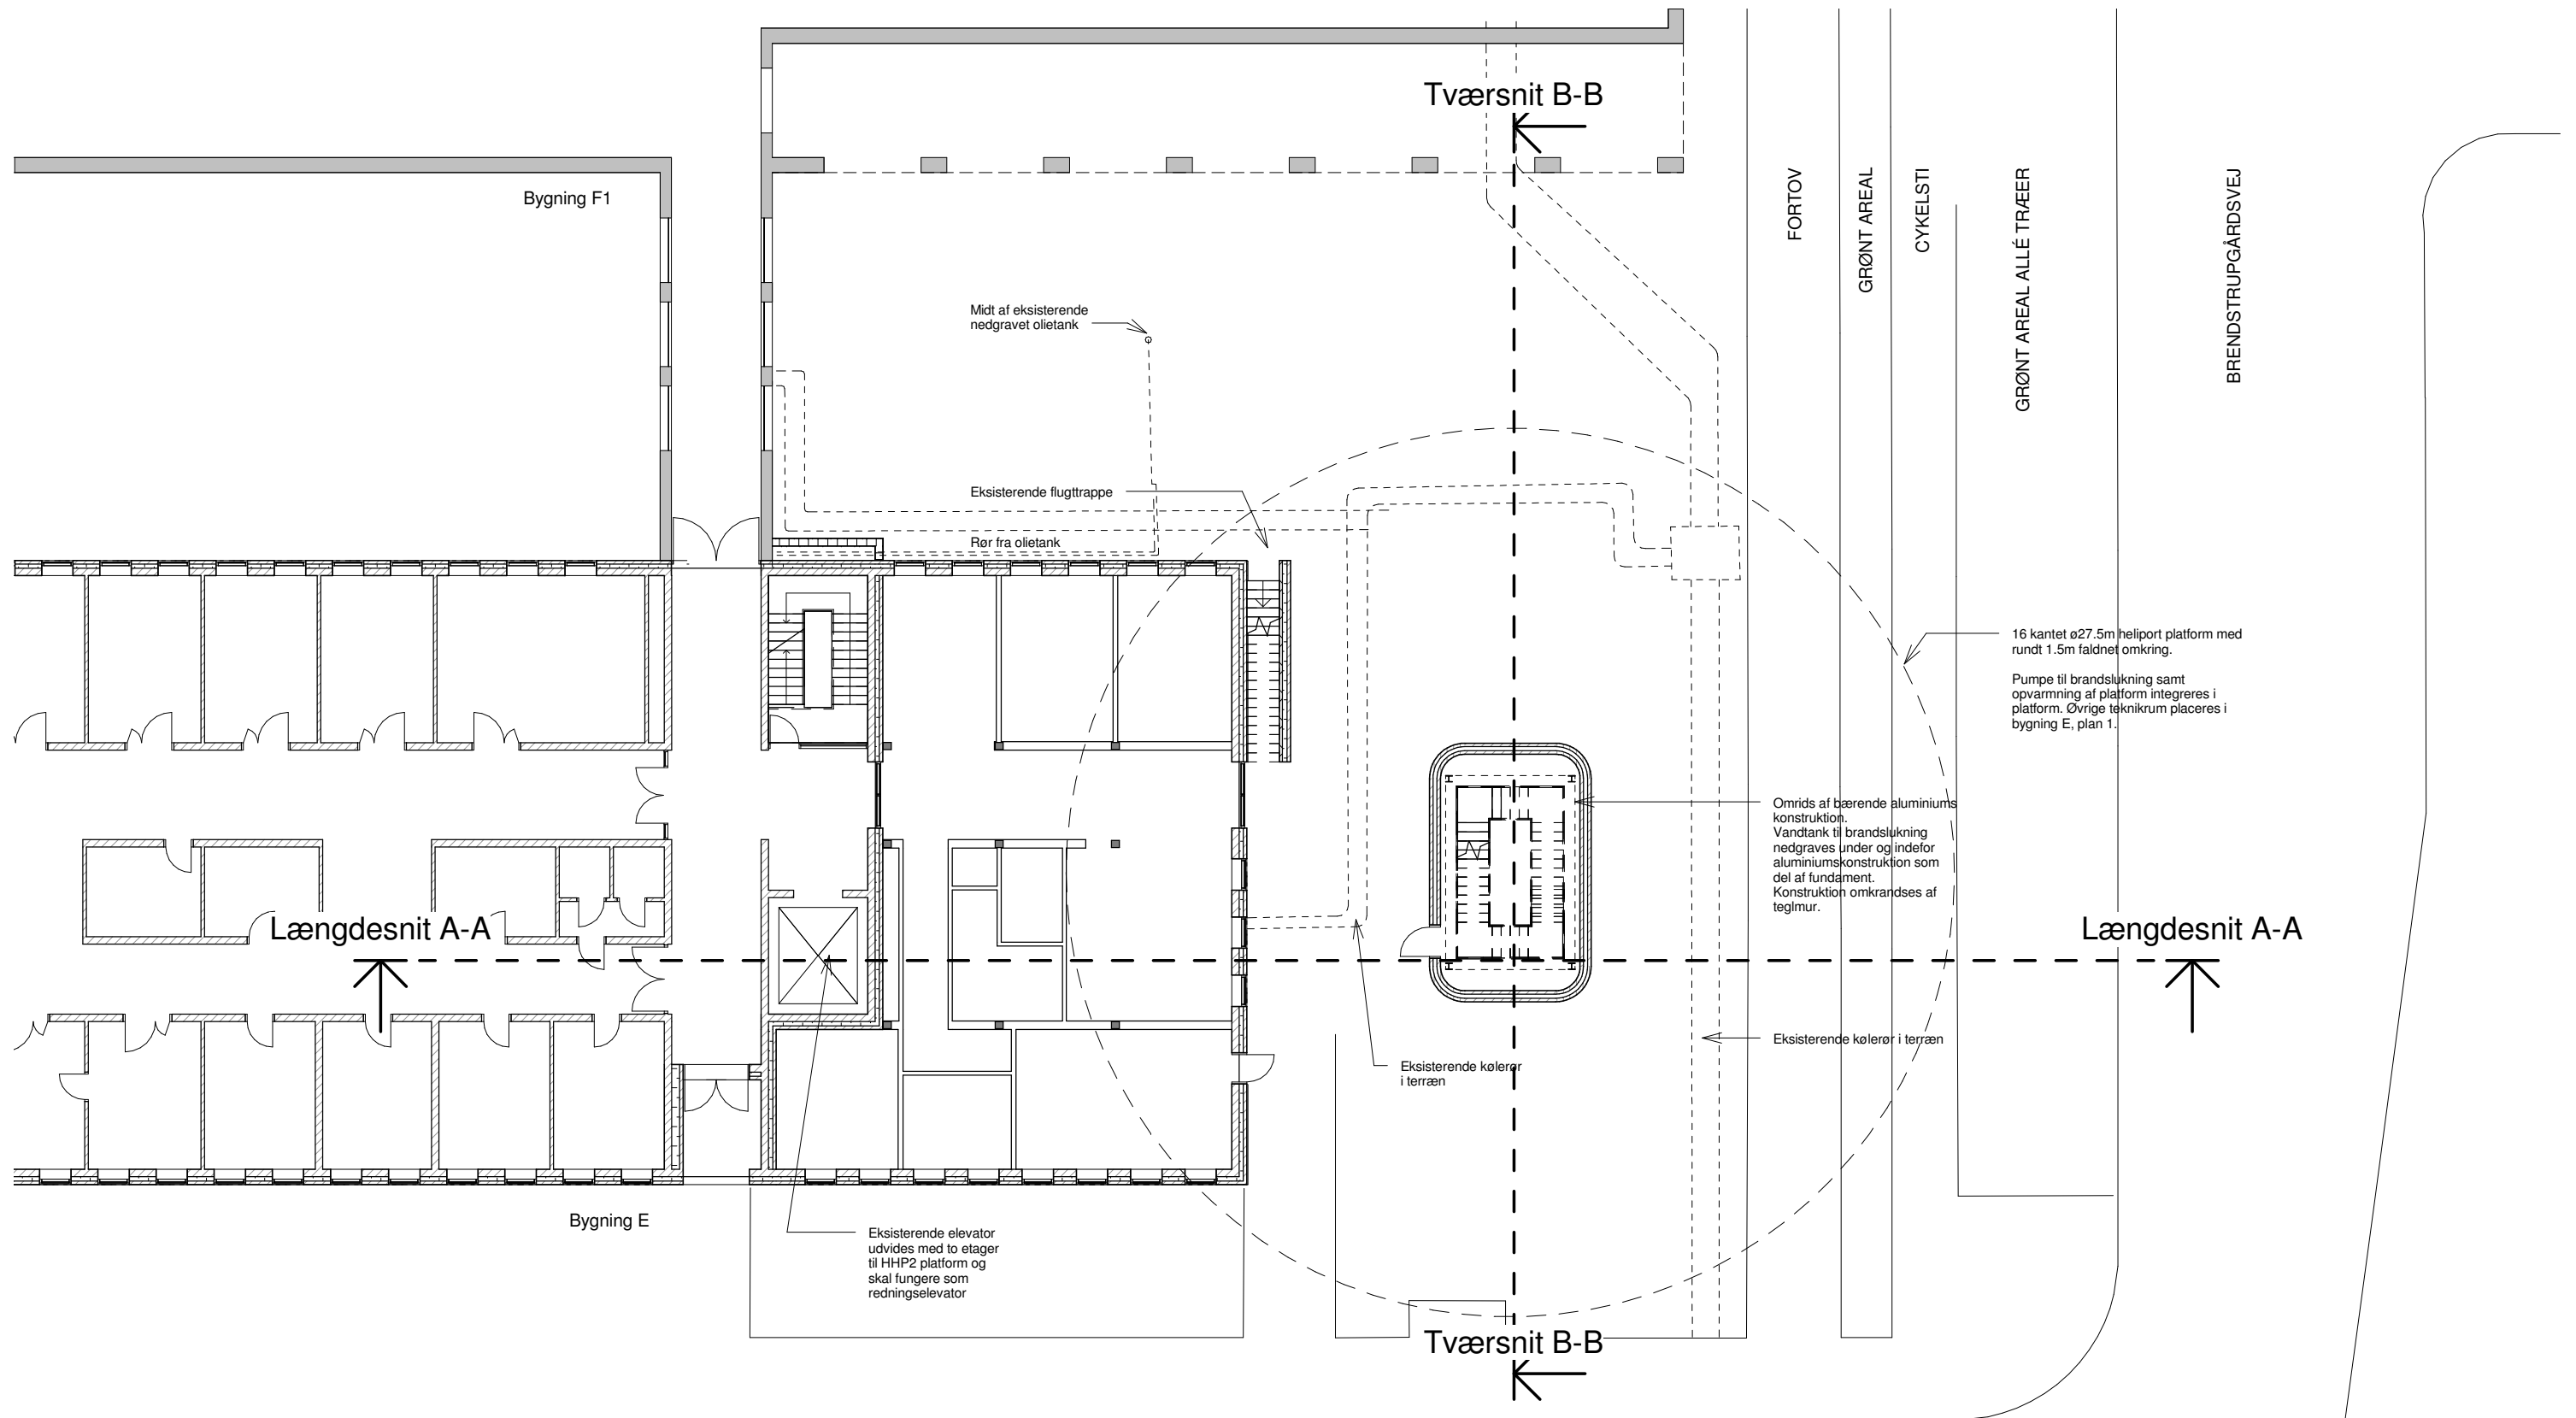 Tværsnit B-B
Bygning F1
FORTOV
GRØNT AREAL
CYKELSTI
GRØNT AREAL ALLÉ TRÆER
BRENDSTRUPGÅRDSVEJ
Midt af eksisterende
nedgravet olietank
Eksisterende flugttrappe
Rør fra olietank
16 kantet ø27.5m heliport platform med
rundt 1.5m faldnet omkring.
Pumpe til brandslukning samt
opvarmning af platform integreres i
platform. Øvrige teknikrum placeres i
bygning E, plan 1.
Omrids af bærende aluminiums
konstruktion.
Vandtank til brandslukning
nedgraves under og indefor
aluminiumskonstruktion som
del af fundament.
Konstruktion omkrandses af
teglmur.
Længdesnit A-A
Længdesnit A-A
Eksisterende kølerør i terræn
Eksisterende kølerør
i terræn
Bygning E
Eksisterende elevator
udvides med to etager
til HHP2 platform og
skal fungere som
redningselevator
Tværsnit B-B